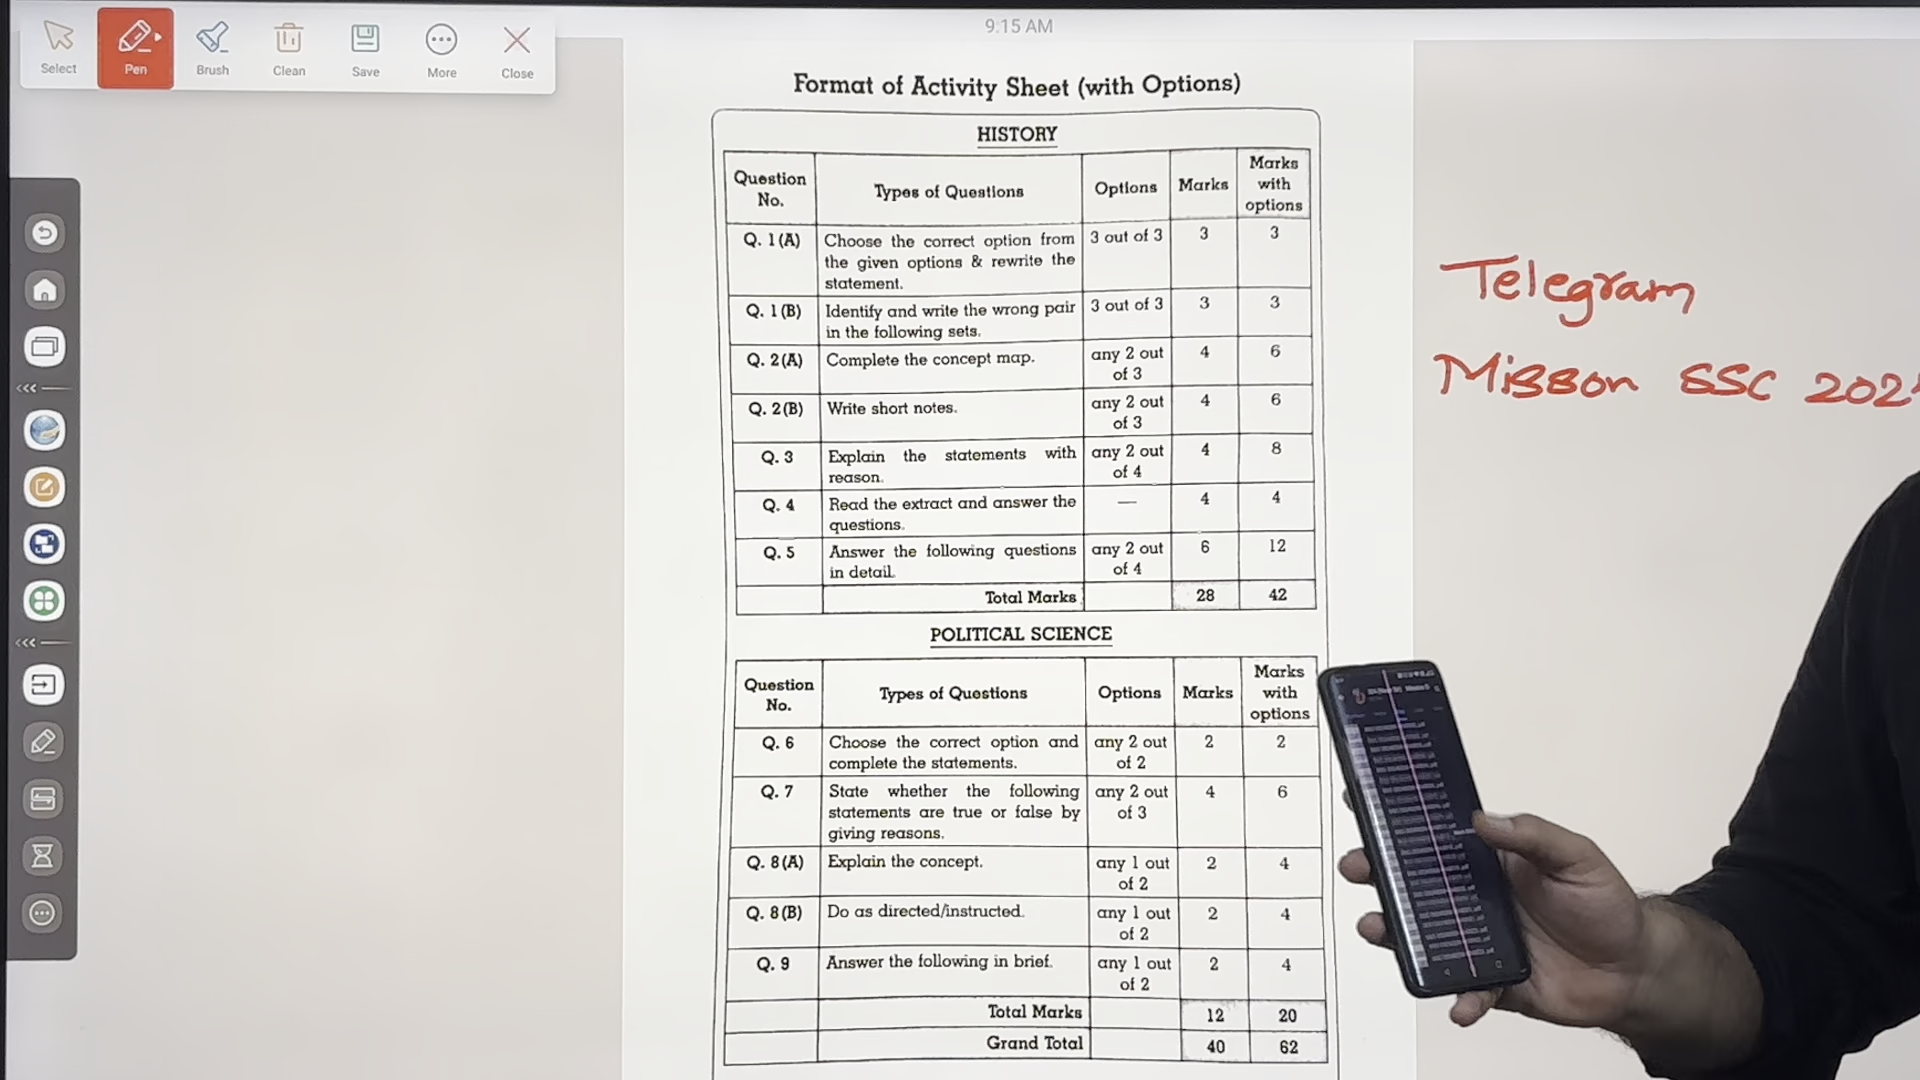 9:15 AM
Select Pen Brush Clean Save More Close
Format of Activity Sheet (with Options)
HISTORY
Question No. Types of Questions Options Marks Marks with options
Q. 1(A) Choose the correct option from the given options & rewrite the statement. 3 out of 3 3 3
Q. 1(B) Identify and write the wrong pair in the following sets. 3 out of 3 3 3
Q. 2(A) Complete the concept map. any 2 out of 3 4 6
Q. 2(B) Write short notes. any 2 out of 3 4 6
Q. 3 Explain the statements with reason. any 2 out of 4 4 8
Q. 4 Read the extract and answer the questions. — 4 4
Q. 5 Answer the following questions in detail. any 2 out of 4 6 12
Total Marks 28 42
POLITICAL SCIENCE
Question No. Types of Questions Options Marks Marks with options
Q. 6 Choose the correct option and complete the statements. any 2 out of 2 2 2
Q. 7 State whether the following statements are true or false by giving reasons. any 2 out of 3 4 6
Q. 8(A) Explain the concept. any 1 out of 2 2 4
Q. 8(B) Do as directed/instructed. any 1 out of 2 2 4
Q. 9 Answer the following in brief. any 1 out of 2 2 4
Total Marks 12 20
Grand Total 40 62
Telegram
Misson SSC